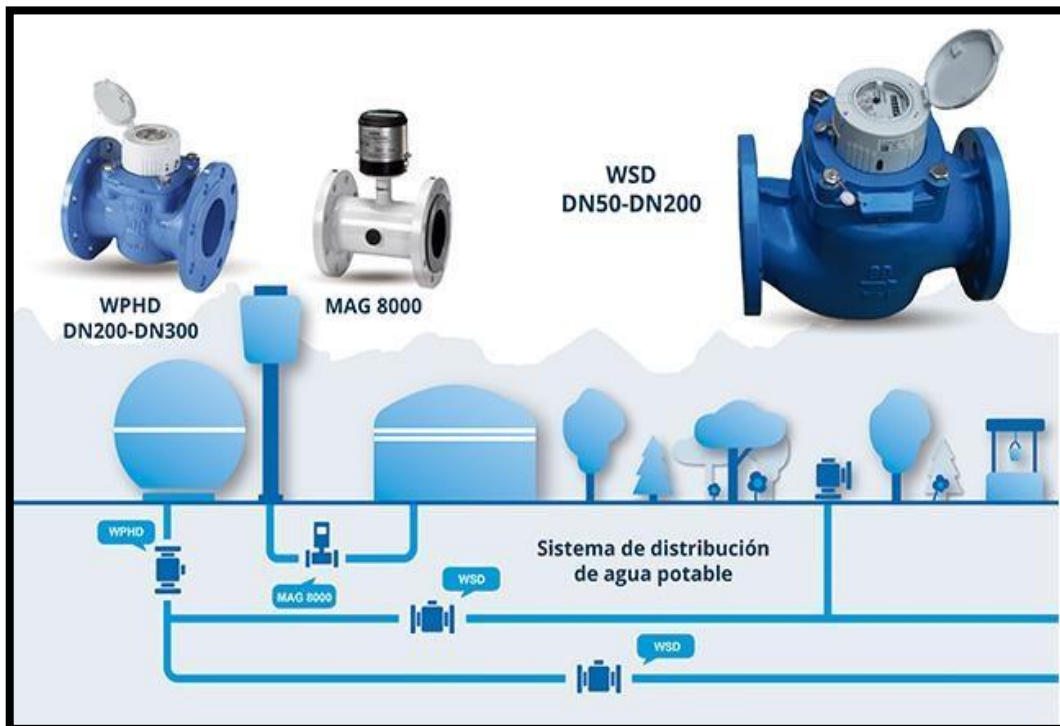 WPHD
DN200-DN300
MAG 8000
WSD
DN50-DN200
WPHD
MAG 8000
WSD
Sistema de distribución
de agua potable
WSD